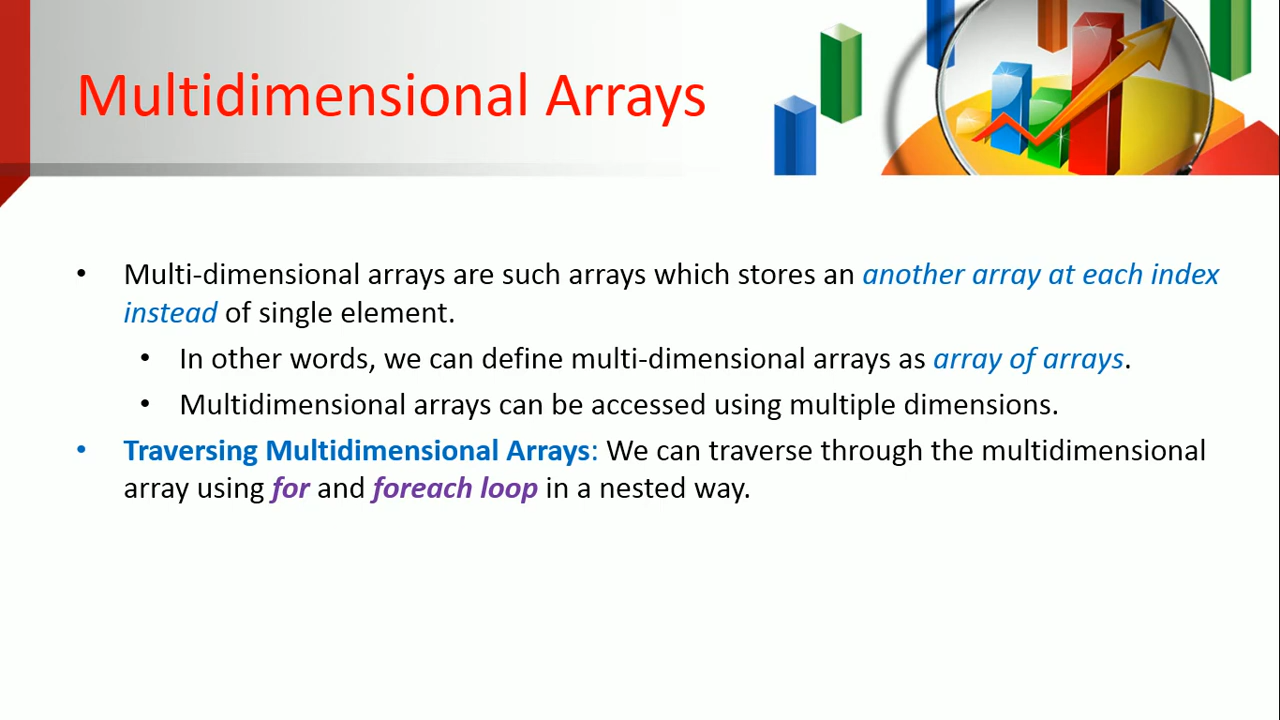 Multidimensional Arrays
• Multi-dimensional arrays are such arrays which stores an another array at each index
instead of single element.
• In other words, we can define multi-dimensional arrays as array of arrays.
• Multidimensional arrays can be accessed using multiple dimensions.
• Traversing Multidimensional Arrays: We can traverse through the multidimensional
array using for and foreach loop in a nested way.